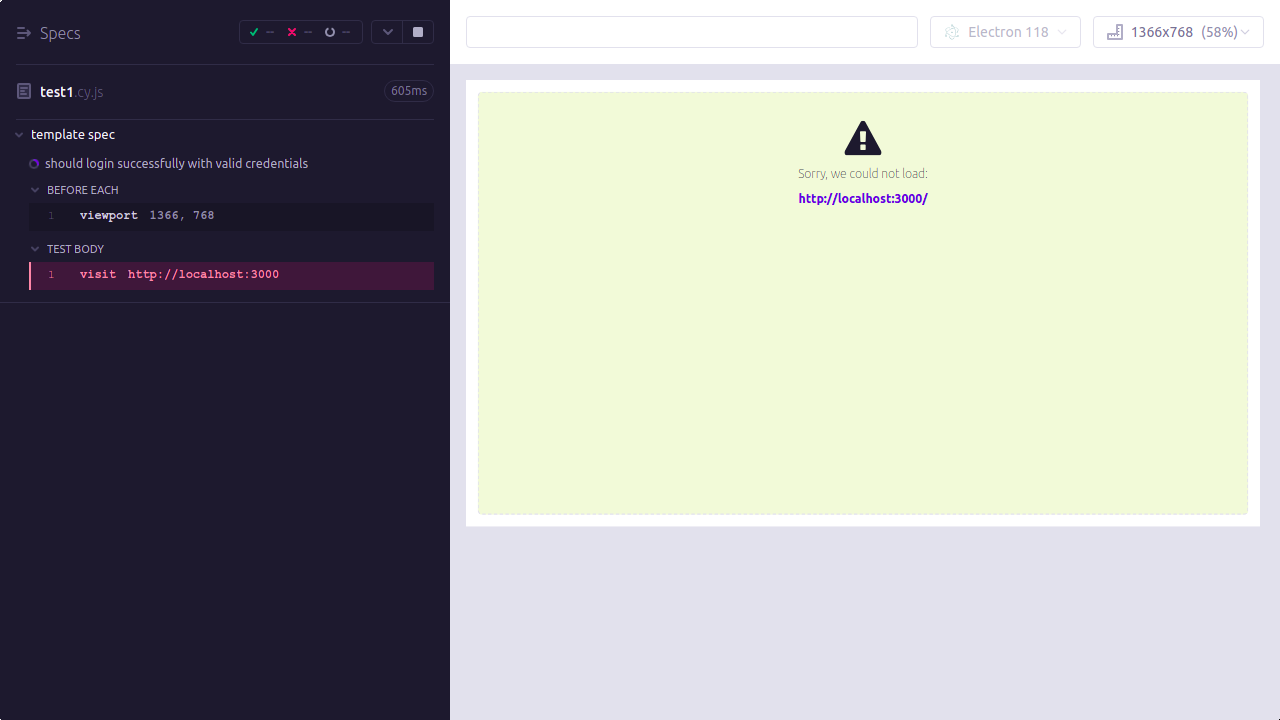 Specs
-- -- --
test1.cy.js
605ms
template spec
should login successfully with valid credentials
BEFORE EACH
1 viewport 1366, 768
TEST BODY
1 visit http://localhost:3000
Electron 118
1366x768 (58%)
Sorry, we could not load:
http://localhost:3000/